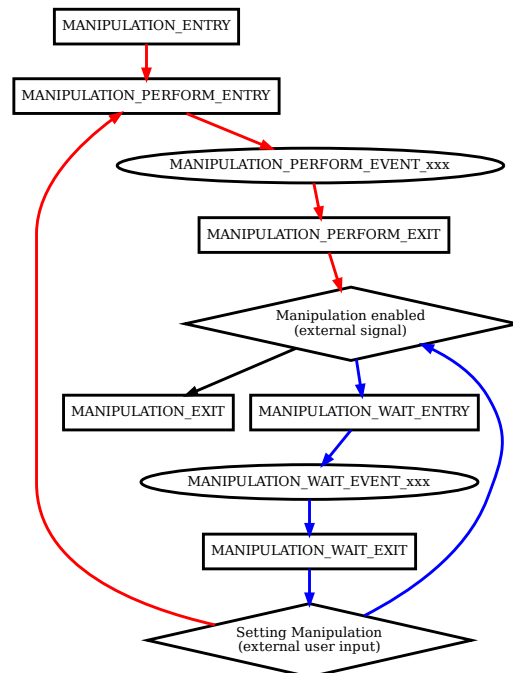 MANIPULATION_ENTRY
MANIPULATION_PERFORM_ENTRY
MANIPULATION_PERFORM_EVENT_xxx
MANIPULATION_PERFORM_EXIT
Manipulation enabled
(external signal)
MANIPULATION_EXIT
MANIPULATION_WAIT_ENTRY
MANIPULATION_WAIT_EVENT_xxx
MANIPULATION_WAIT_EXIT
Setting Manipulation
(external user input)